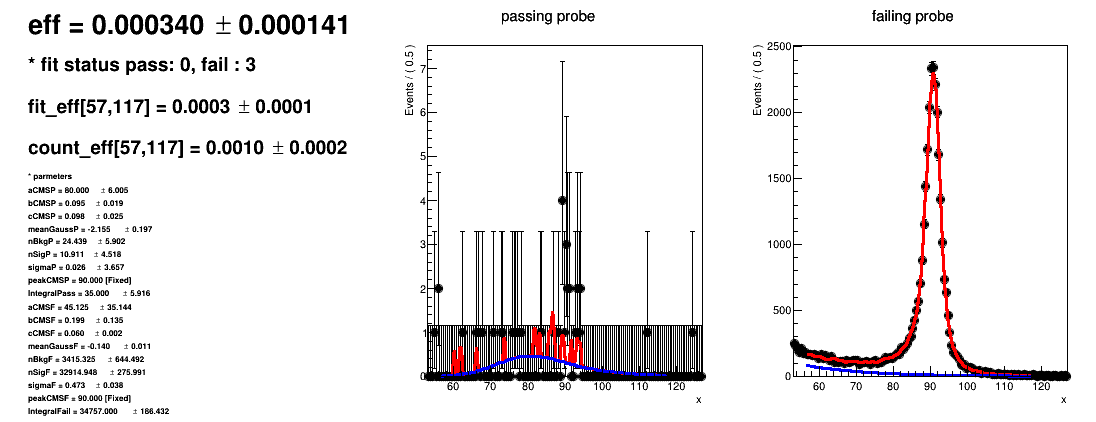 eff = 0.000340 ± 0.000141
* fit status pass: 0, fail : 3
fit_eff[57,117] = 0.0003 ± 0.0001
count_eff[57,117] = 0.0010 ± 0.0002
* parmeters
aCMSP = 80.000 ± 6.005
bCMSP = 0.095 ± 0.019
cCMSP = 0.098 ± 0.025
meanGaussP = -2.155 ± 0.197
nBkgP = 24.439 ± 5.902
nSigP = 10.911 ± 4.518
sigmaP = 0.026 ± 3.657
peakCMSP = 90.000 [Fixed]
IntegralPass = 35.000 ± 5.916
aCMSF = 45.125 ± 35.144
bCMSF = 0.199 ± 0.135
cCMSF = 0.060 ± 0.002
meanGaussF = -0.140 ± 0.011
nBkgF = 3415.325 ± 644.492
nSigF = 32914.948 ± 275.991
sigmaF = 0.473 ± 0.038
peakCMSF = 90.000 [Fixed]
IntegralFail = 34757.000 ± 186.432
passing probe
Events / ( 0.5 )
7
6
5
4
3
2
1
0
60 70 80 90 100 110 120
x
failing probe
Events / ( 0.5 )
2500
2000
1500
1000
500
0
60 70 80 90 100 110 120
x